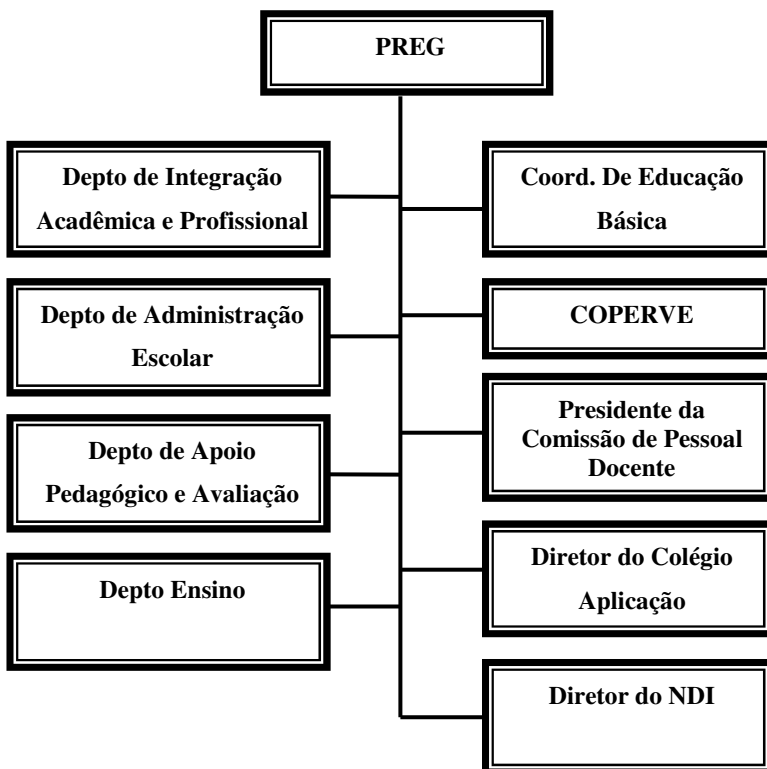 PREG
Depto de Integração
Acadêmica e Profissional
Depto de Administração
Escolar
Depto de Apoio
Pedagógico e Avaliação
Depto Ensino
Coord. De Educação
Básica
COPERVE
Presidente da
Comissão de Pessoal
Docente
Diretor do Colégio
Aplicação
Diretor do NDI